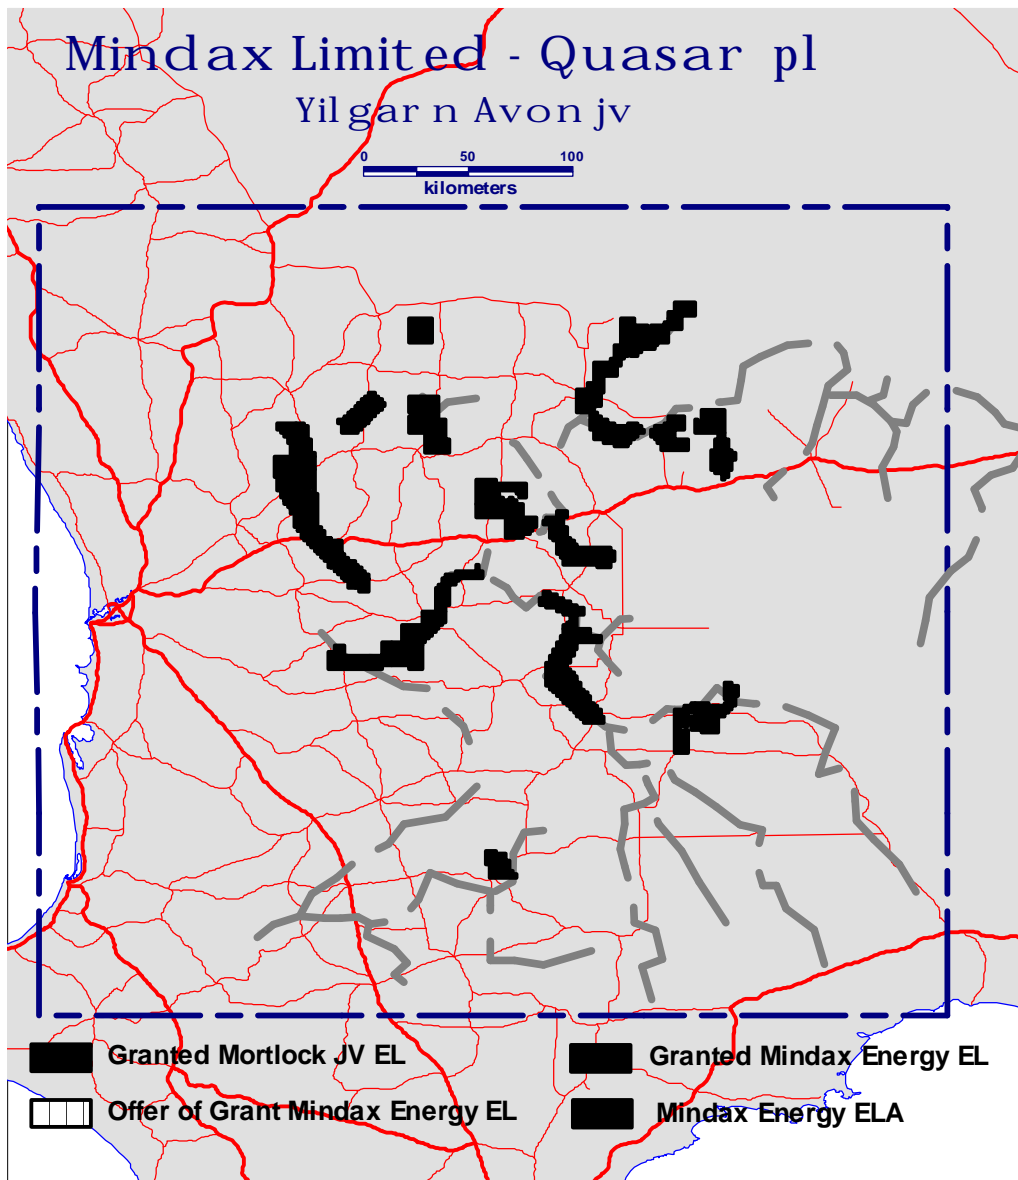 Mindax Limited - Quasar pl
Yilgarn Avon jv
0 50 100
kilometers
Granted Mortlock JV EL
Granted Mindax Energy EL
Offer of Grant Mindax Energy EL
Mindax Energy ELA